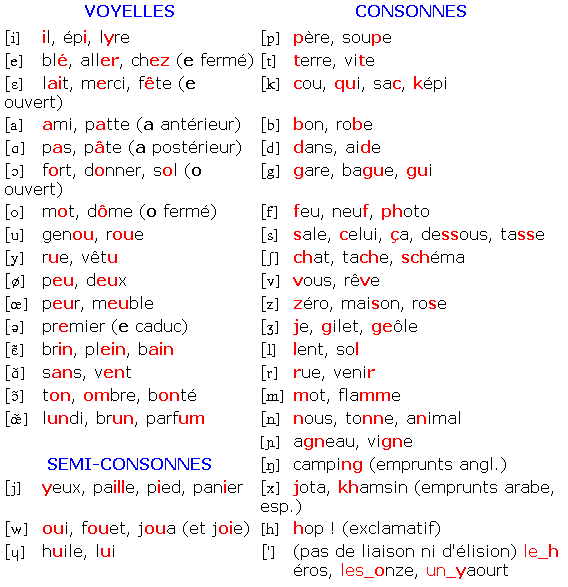 VOYELLES
[i] il, épi, lyre
[e] blé, aller, chez (e fermé)
[ɛ] lait, merci, fête (e
ouvert)
[a] ami, patte (a antérieur)
[ɑ] pas, pâte (a postérieur)
[ɔ] fort, donner, sol (o
ouvert)
[o] mot, dôme (o fermé)
[u] genou, roue
[y] rue, vêtu
[ø] peu, deux
[œ] peur, meuble
[ə] premier (e caduc)
[ɛ̃] brin, plein, bain
[ɑ̃] sans, vent
[ɔ̃] ton, ombre, bonté
[œ̃] lundi, brun, parfum
SEMI-CONSONNES
[j] yeux, paille, pied, panier
[w] oui, fouet, joua (et joie)
[ɥ] huile, lui
CONSONNES
[p] père, soupe
[t] terre, vite
[k] cou, qui, sac, képi
[b] bon, robe
[d] dans, aide
[g] gare, bague, gui
[f] feu, neuf, photo
[s] sale, celui, ça, dessous, tasse
[ʃ] chat, tache, schéma
[v] vous, rêve
[z] zéro, maison, rose
[ʒ] je, gilet, geôle
[l] lent, sol
[r] rue, venir
[m] mot, flamme
[n] nous, tonne, animal
[ɲ] agneau, vigne
[ŋ] camping (emprunts angl.)
[x] jota, khamsin (emprunts arabe,
esp.)
[h] hop ! (exclamatif)
['] (pas de liaison ni d'élision) le_h
éros, les_onze, un_yaourt